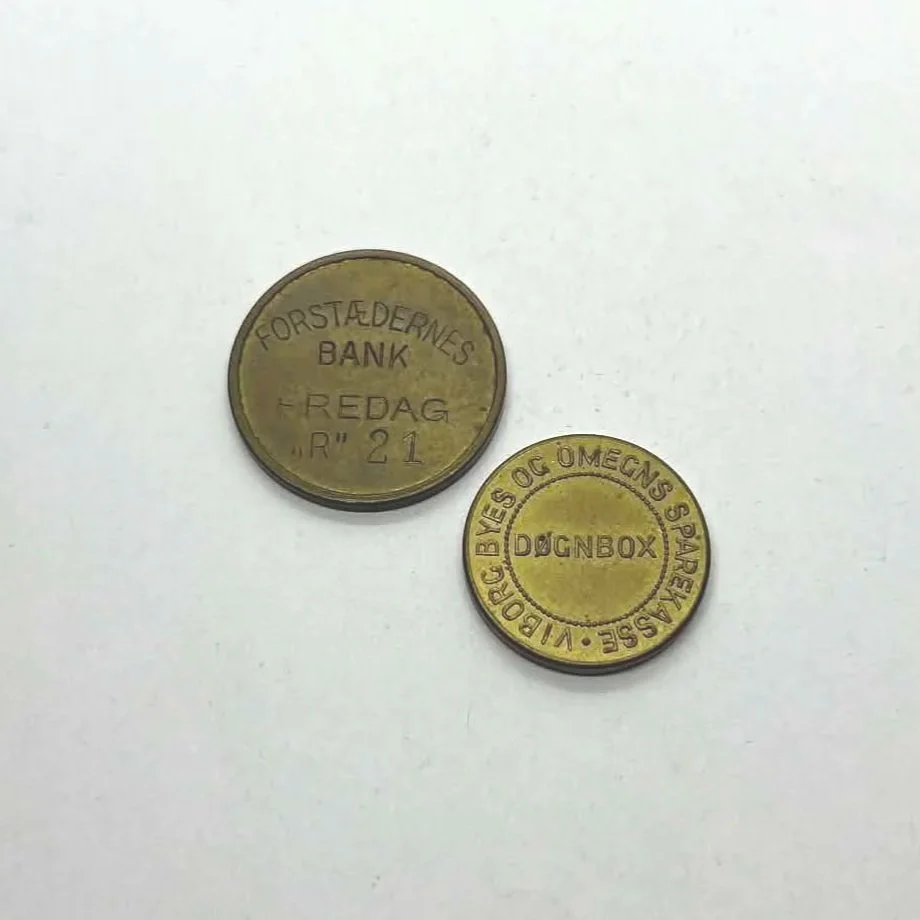 FORSTÆDERNES
BANK
FREDAG
„R" 21
VIBORG BYES OG OMEGNS SPAREKASSE •
DØGNBOX